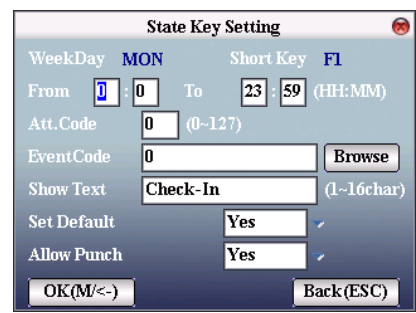 State Key Setting
WeekDay MON Short Key F1
From 0 : 0 To 23 : 59 (HH:MM)
Att.Code 0 (0~127)
EventCode 0 Browse
Show Text Check-In (1~16char)
Set Default Yes
Allow Punch Yes
OK(M/<-) Back(ESC)